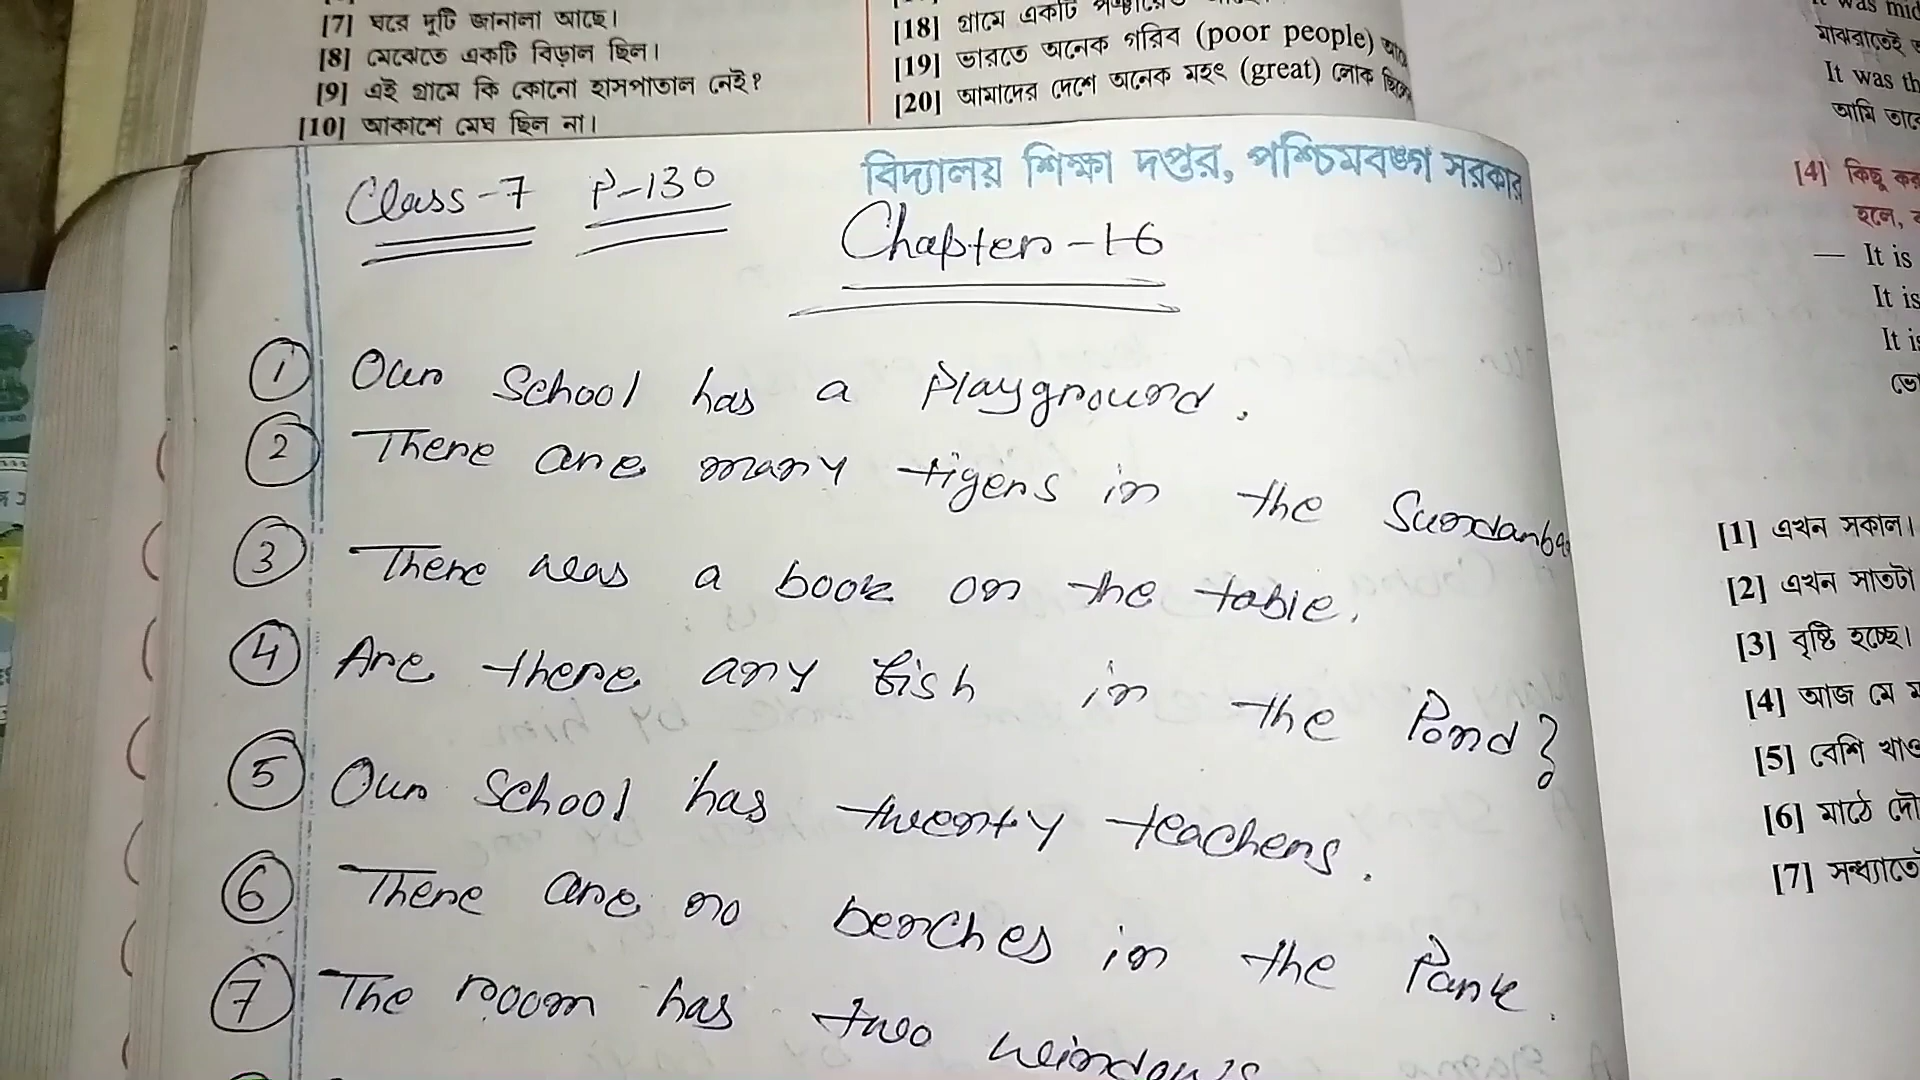 [7] ঘরে দুটি জানালা আছে।
[8] মেঝেতে একটি বিড়াল ছিল।
[9] এই গ্রামে কি কোনো হাসপাতাল নেই?
[10] আকাশে মেঘ ছিল না।
[18] গ্রামে একটি
[19] ভারতে অনেক গরিব (poor people)
[20] আমাদের দেশে অনেক মহৎ (great) লোক
It was
মাঝরাতেই
It was
আমি
[4] কিছু
হলে,
— It is
It is
It
বিদ্যালয় শিক্ষা দপ্তর, পশ্চিমবঙ্গ সরকার
Class-7 P-130
Chapter-16
① Our School has a Playground.
② There are many tigers in the
③ There was a book on the table.
④ Are there any fish in the Pond?
⑤ Our School has twenty teachers.
⑥ There are no benches in the Park.
⑦ The room has two windows
[1] এখন সকাল।
[2] এখন সাতটা
[3] বৃষ্টি হচ্ছে।
[4] আজ মে
[5] বেশি
[6] মাঠে
[7]